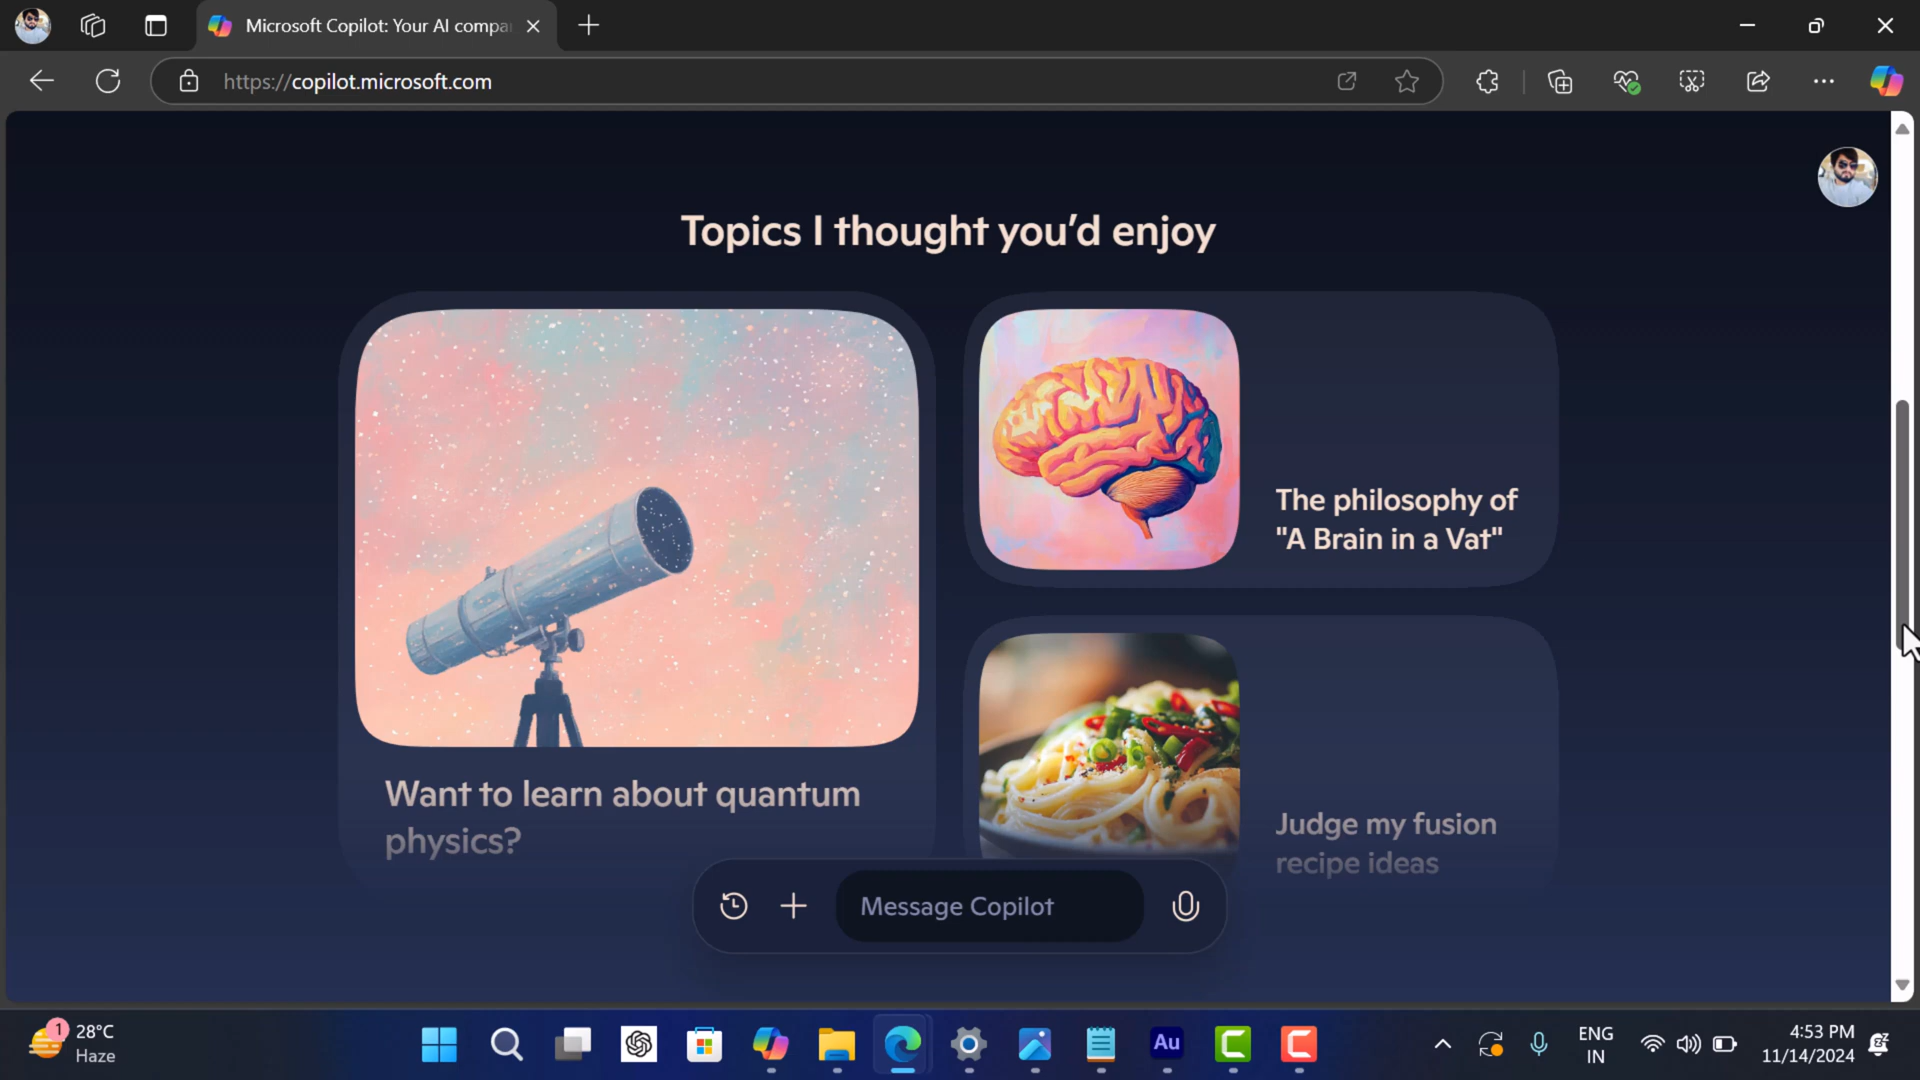 Microsoft Copilot: Your AI compa
https://copilot.microsoft.com
Topics I thought you’d enjoy
The philosophy of
"A Brain in a Vat"
Want to learn about quantum
physics?
Judge my fusion
recipe ideas
Message Copilot
1
28°C
Haze
Au
ENG
IN
4:53 PM
11/14/2024